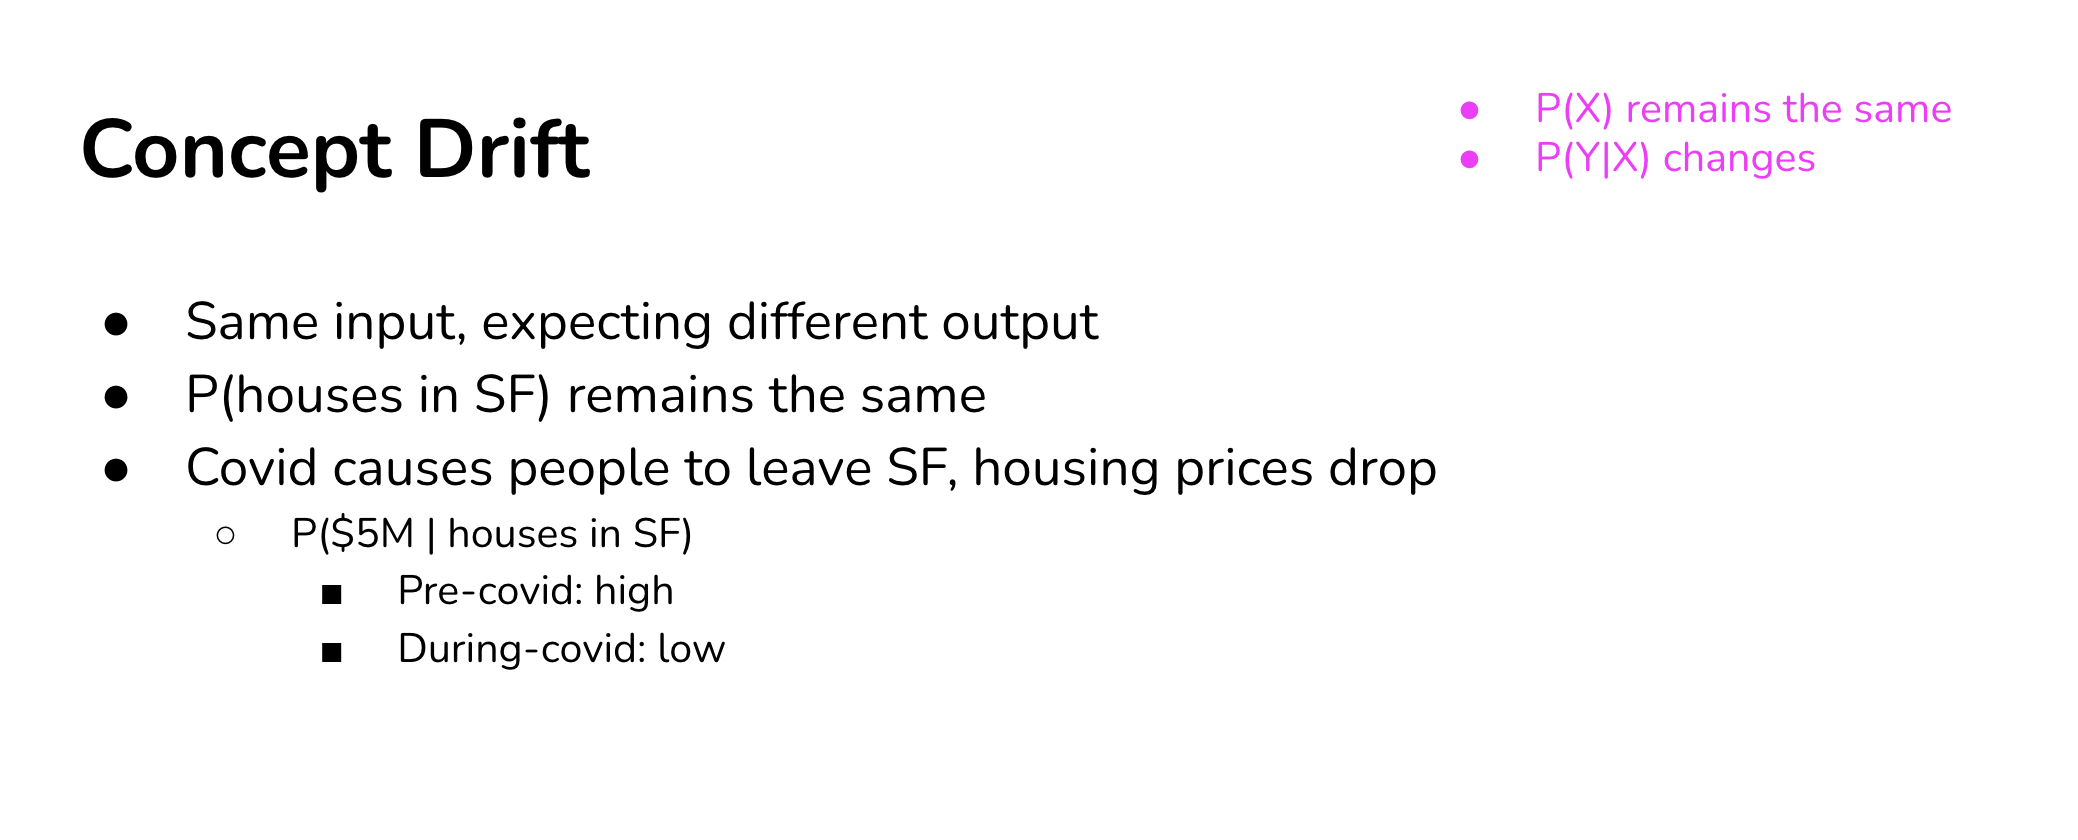 Concept Drift
● P(X) remains the same
● P(Y|X) changes
● Same input, expecting different output
● P(houses in SF) remains the same
● Covid causes people to leave SF, housing prices drop
○ P($5M | houses in SF)
■ Pre-covid: high
■ During-covid: low